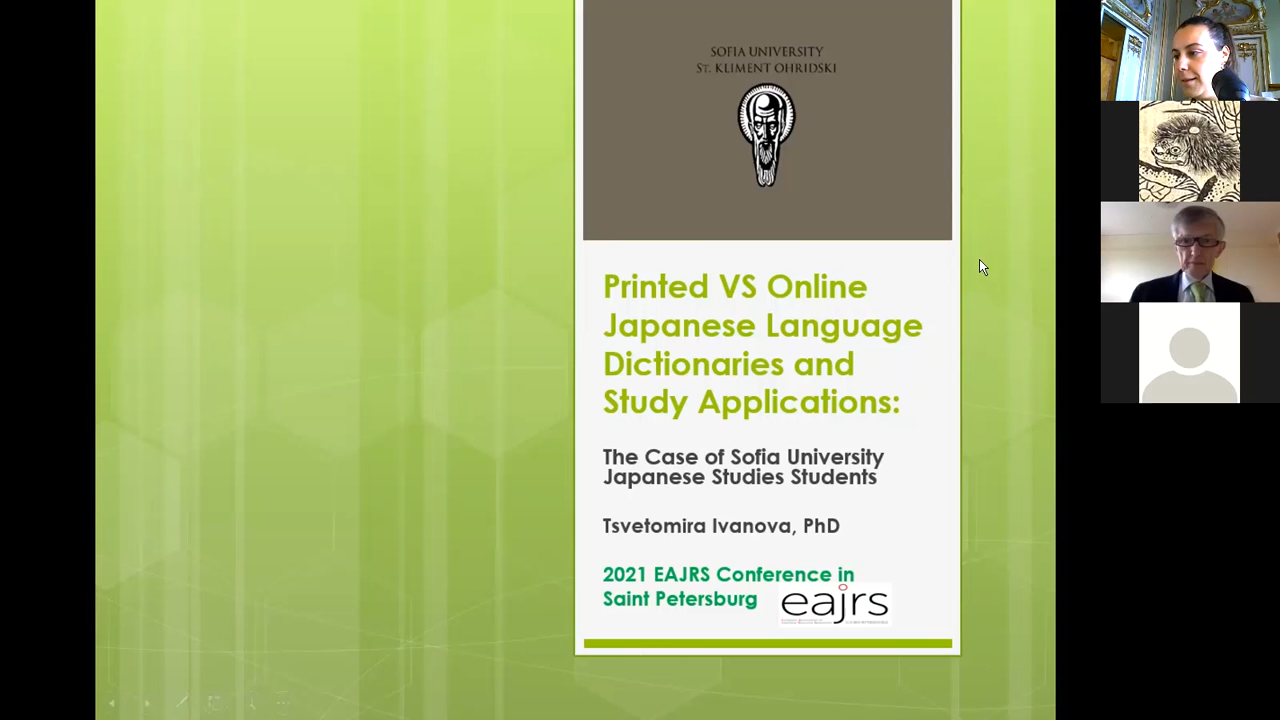 SOFIA UNIVERSITY
ST. KLIMENT OHRIDSKI
Printed VS Online
Japanese Language
Dictionaries and
Study Applications:
The Case of Sofia University
Japanese Studies Students
Tsvetomira Ivanova, PhD
2021 EAJRS Conference in
Saint Petersburg
eajrs